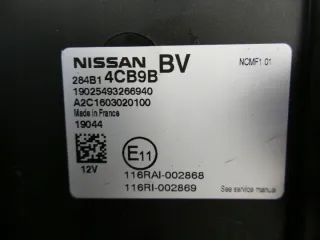 NISSAN BV
NCMF1.01
284B1 4CB9B
19025493266940
A2C1603020100
Made in France
19044
12V
E11
116RAI-002868
116RI-002869
See service manual